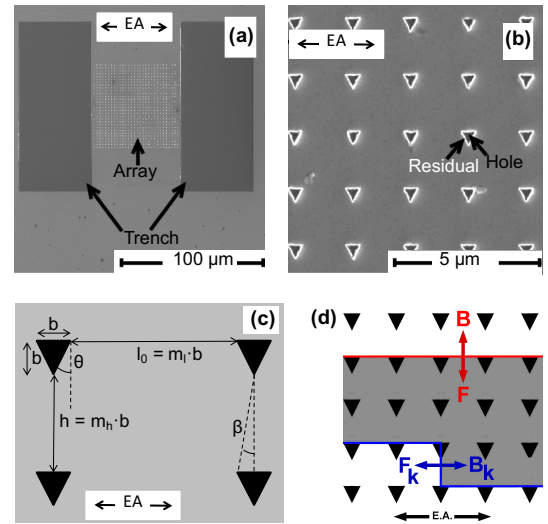 ← EA →
(a)
Array
Trench
100 µm
← EA →
(b)
Residual
Hole
5 µm
(c)
b
b
θ
l₀ = mₗ·b
h = mₕ·b
β
← EA →
(d)
B
F
Fₖ
Bₖ
E.A.